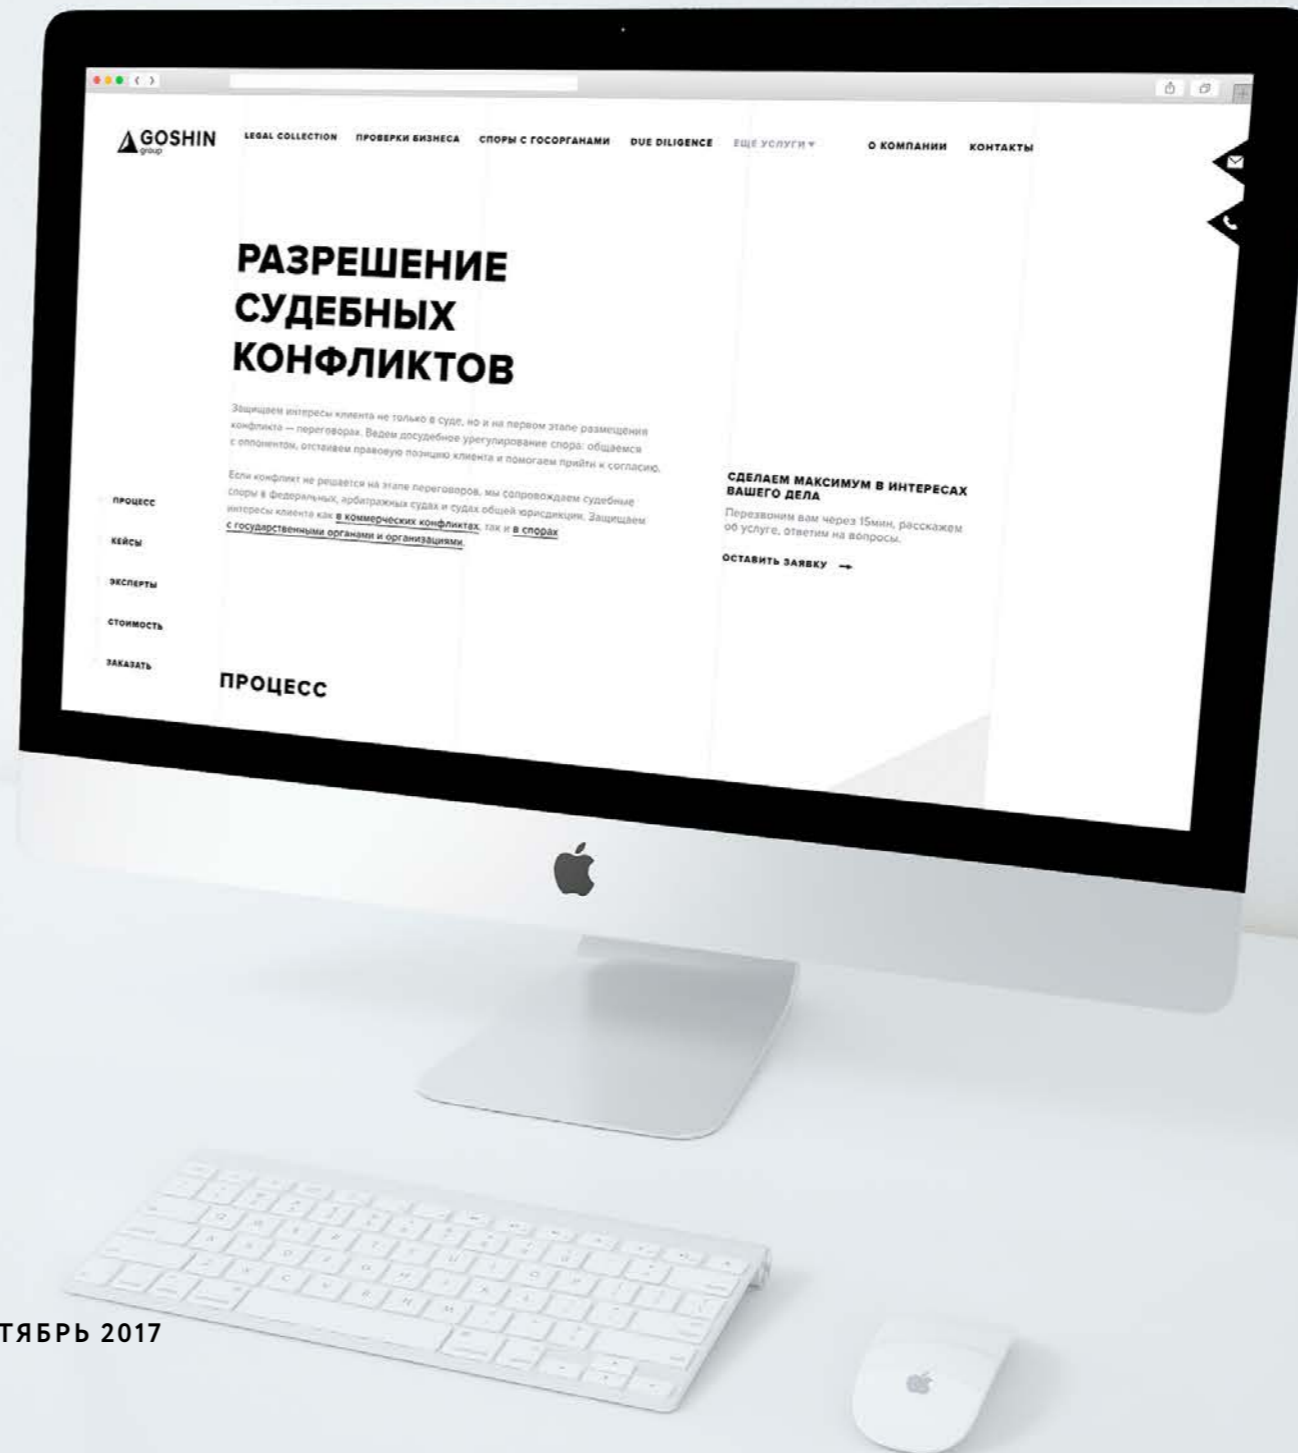 GOSHIN
group
LEGAL COLLECTION ПРОВЕРКИ БИЗНЕСА СПОРЫ С ГОСОРГАНАМИ DUE DILIGENCE ЕЩЕ УСЛУГИ ▾ О КОМПАНИИ КОНТАКТЫ
РАЗРЕШЕНИЕ
СУДЕБНЫХ
КОНФЛИКТОВ
Защищаем интересы клиента не только в суде, но и на первом этапе размещения
конфликта — переговорах. Ведем досудебное урегулирование спора: общаемся
с оппонентом, отстаивем правовую позицию клиента и помогаем прийти к согласию.
Если конфликт не решается на этапе переговоров, мы сопровождаем судебные
споры в федеральных, арбитражных судах и судах общей юрисдикции. Защищаем
интересы клиента как в коммерческих конфликтах, так и в спорах
с государственными органами и организациями.
СДЕЛАЕМ МАКСИМУМ В ИНТЕРЕСАХ
ВАШЕГО ДЕЛА
Перезвоним вам через 15мин, расскажем
об услуге, ответим на вопросы.
ОСТАВИТЬ ЗАЯВКУ →
ПРОЦЕСС
КЕЙСЫ
ЭКСПЕРТЫ
СТОИМОСТЬ
ЗАКАЗАТЬ
ПРОЦЕСС
ТЯБРЬ 2017